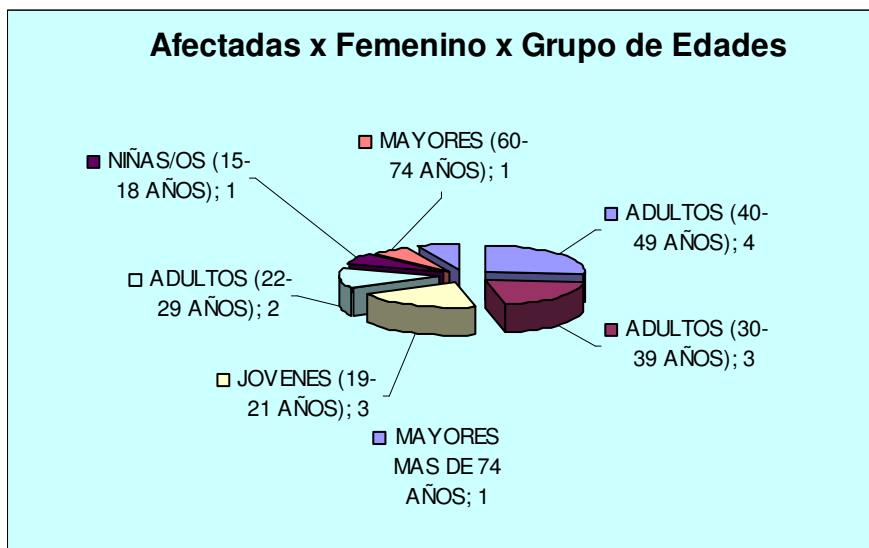 Afectadas x Femenino x Grupo de Edades
MAYORES (60-
74 AÑOS); 1
NIÑAS/OS (15-
18 AÑOS); 1
ADULTOS (40-
49 AÑOS); 4
ADULTOS (22-
29 AÑOS); 2
ADULTOS (30-
39 AÑOS); 3
JOVENES (19-
21 AÑOS); 3
MAYORES
MAS DE 74
AÑOS; 1